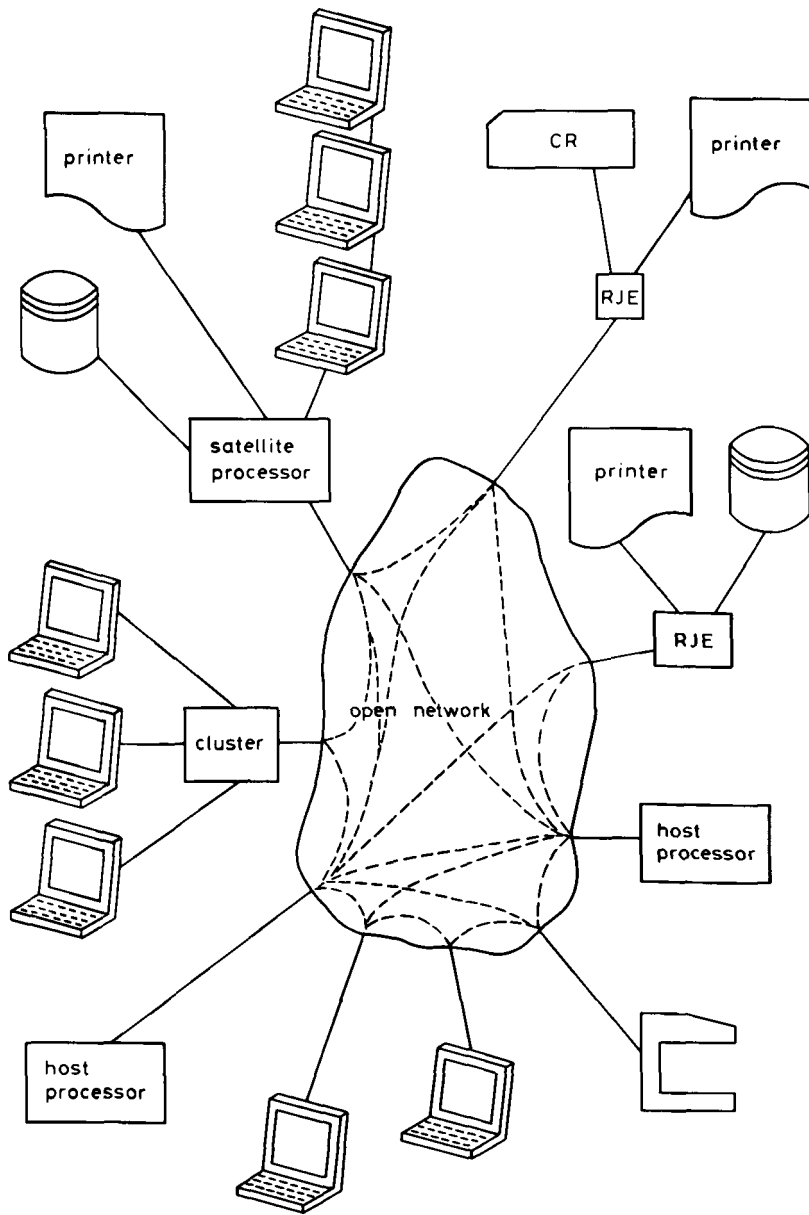 printer
CR
printer
RJE
satellite
processor
printer
RJE
open network
cluster
host
processor
host
processor